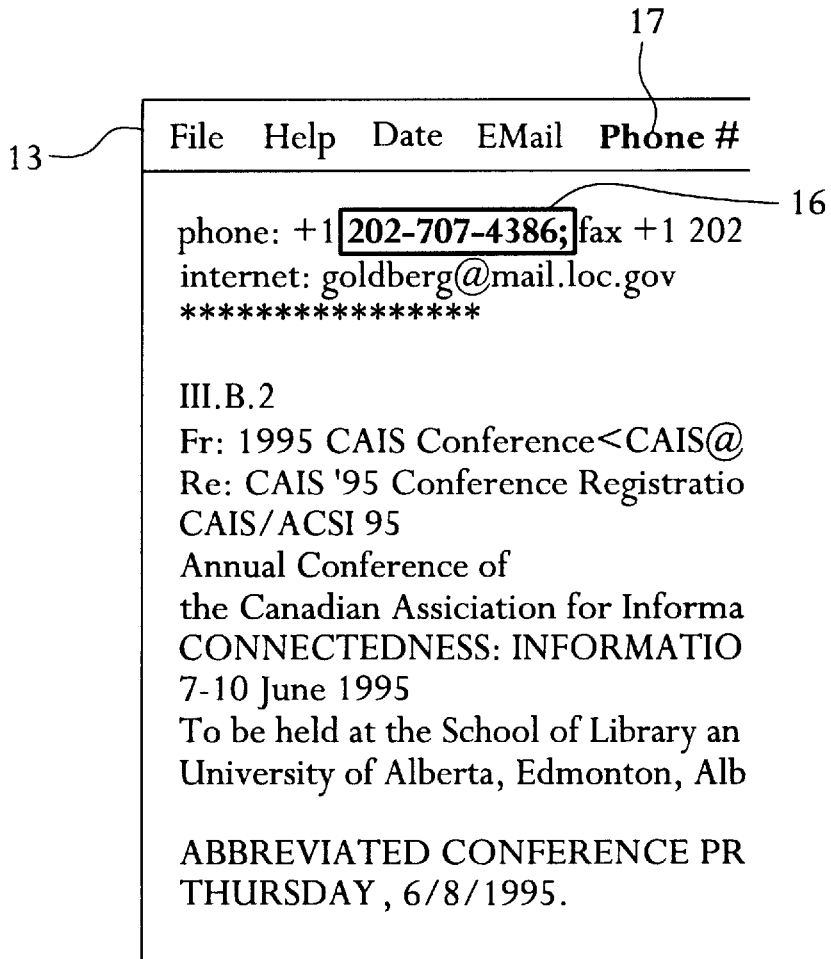 17
13
File Help Date EMail Phone #
16
phone: +1 202-707-4386; fax +1 202
internet: goldberg@mail.loc.gov
****************
III.B.2
Fr: 1995 CAIS Conference<CAIS@
Re: CAIS '95 Conference Registratio
CAIS/ACSI 95
Annual Conference of
the Canadian Assiciation for Informa
CONNECTEDNESS: INFORMATIO
7-10 June 1995
To be held at the School of Library an
University of Alberta, Edmonton, Alb
ABBREVIATED CONFERENCE PR
THURSDAY , 6/8/1995.